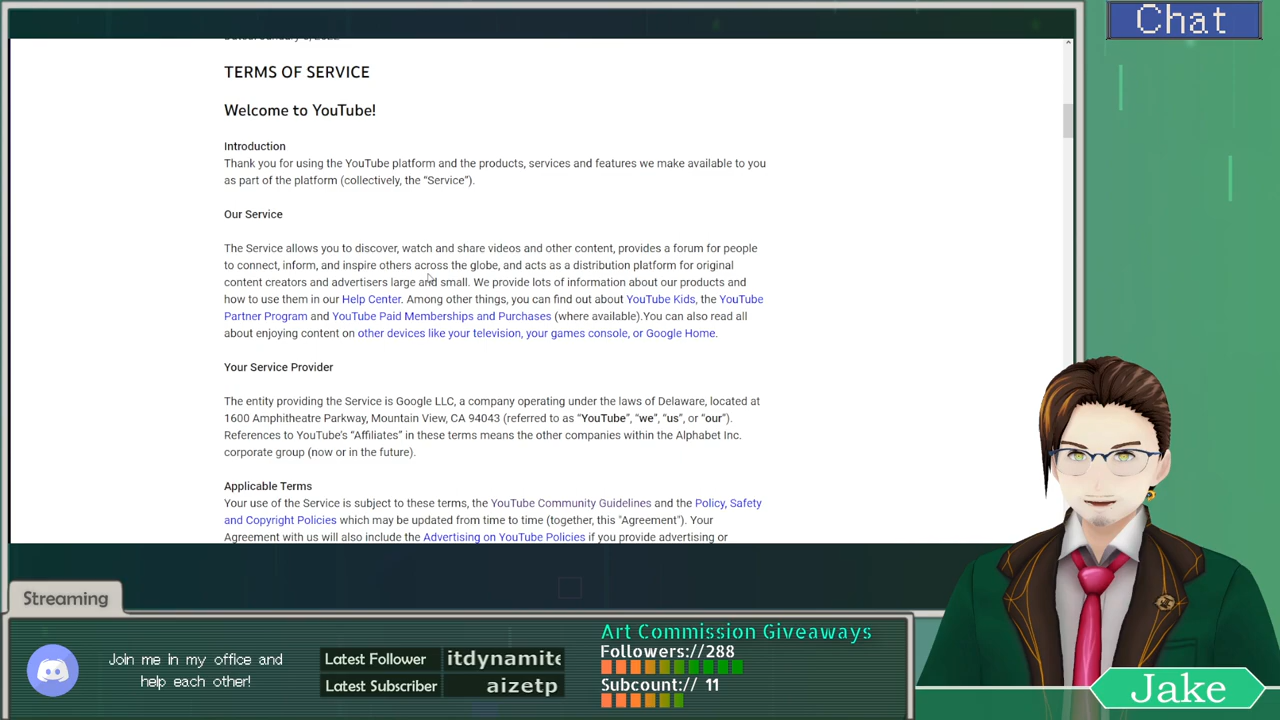 Chat
TERMS OF SERVICE
Welcome to YouTube!
Introduction
Thank you for using the YouTube platform and the products, services and features we make available to you
as part of the platform (collectively, the “Service”).
Our Service
The Service allows you to discover, watch and share videos and other content, provides a forum for people
to connect, inform, and inspire others across the globe, and acts as a distribution platform for original
content creators and advertisers large and small. We provide lots of information about our products and
how to use them in our Help Center. Among other things, you can find out about YouTube Kids, the YouTube
Partner Program and YouTube Paid Memberships and Purchases (where available).You can also read all
about enjoying content on other devices like your television, your games console, or Google Home.
Your Service Provider
The entity providing the Service is Google LLC, a company operating under the laws of Delaware, located at
1600 Amphitheatre Parkway, Mountain View, CA 94043 (referred to as “YouTube”, “we”, “us”, or “our”).
References to YouTube’s “Affiliates” in these terms means the other companies within the Alphabet Inc.
corporate group (now or in the future).
Applicable Terms
Your use of the Service is subject to these terms, the YouTube Community Guidelines and the Policy, Safety
and Copyright Policies which may be updated from time to time (together, this "Agreement"). Your
Agreement with us will also include the Advertising on YouTube Policies if you provide advertising or
Streaming
Join me in my office and
help each other!
Latest Follower itdynamite
Latest Subscriber aizetp
Art Commission Giveaways
Followers://288
Subcount:// 11
Jake